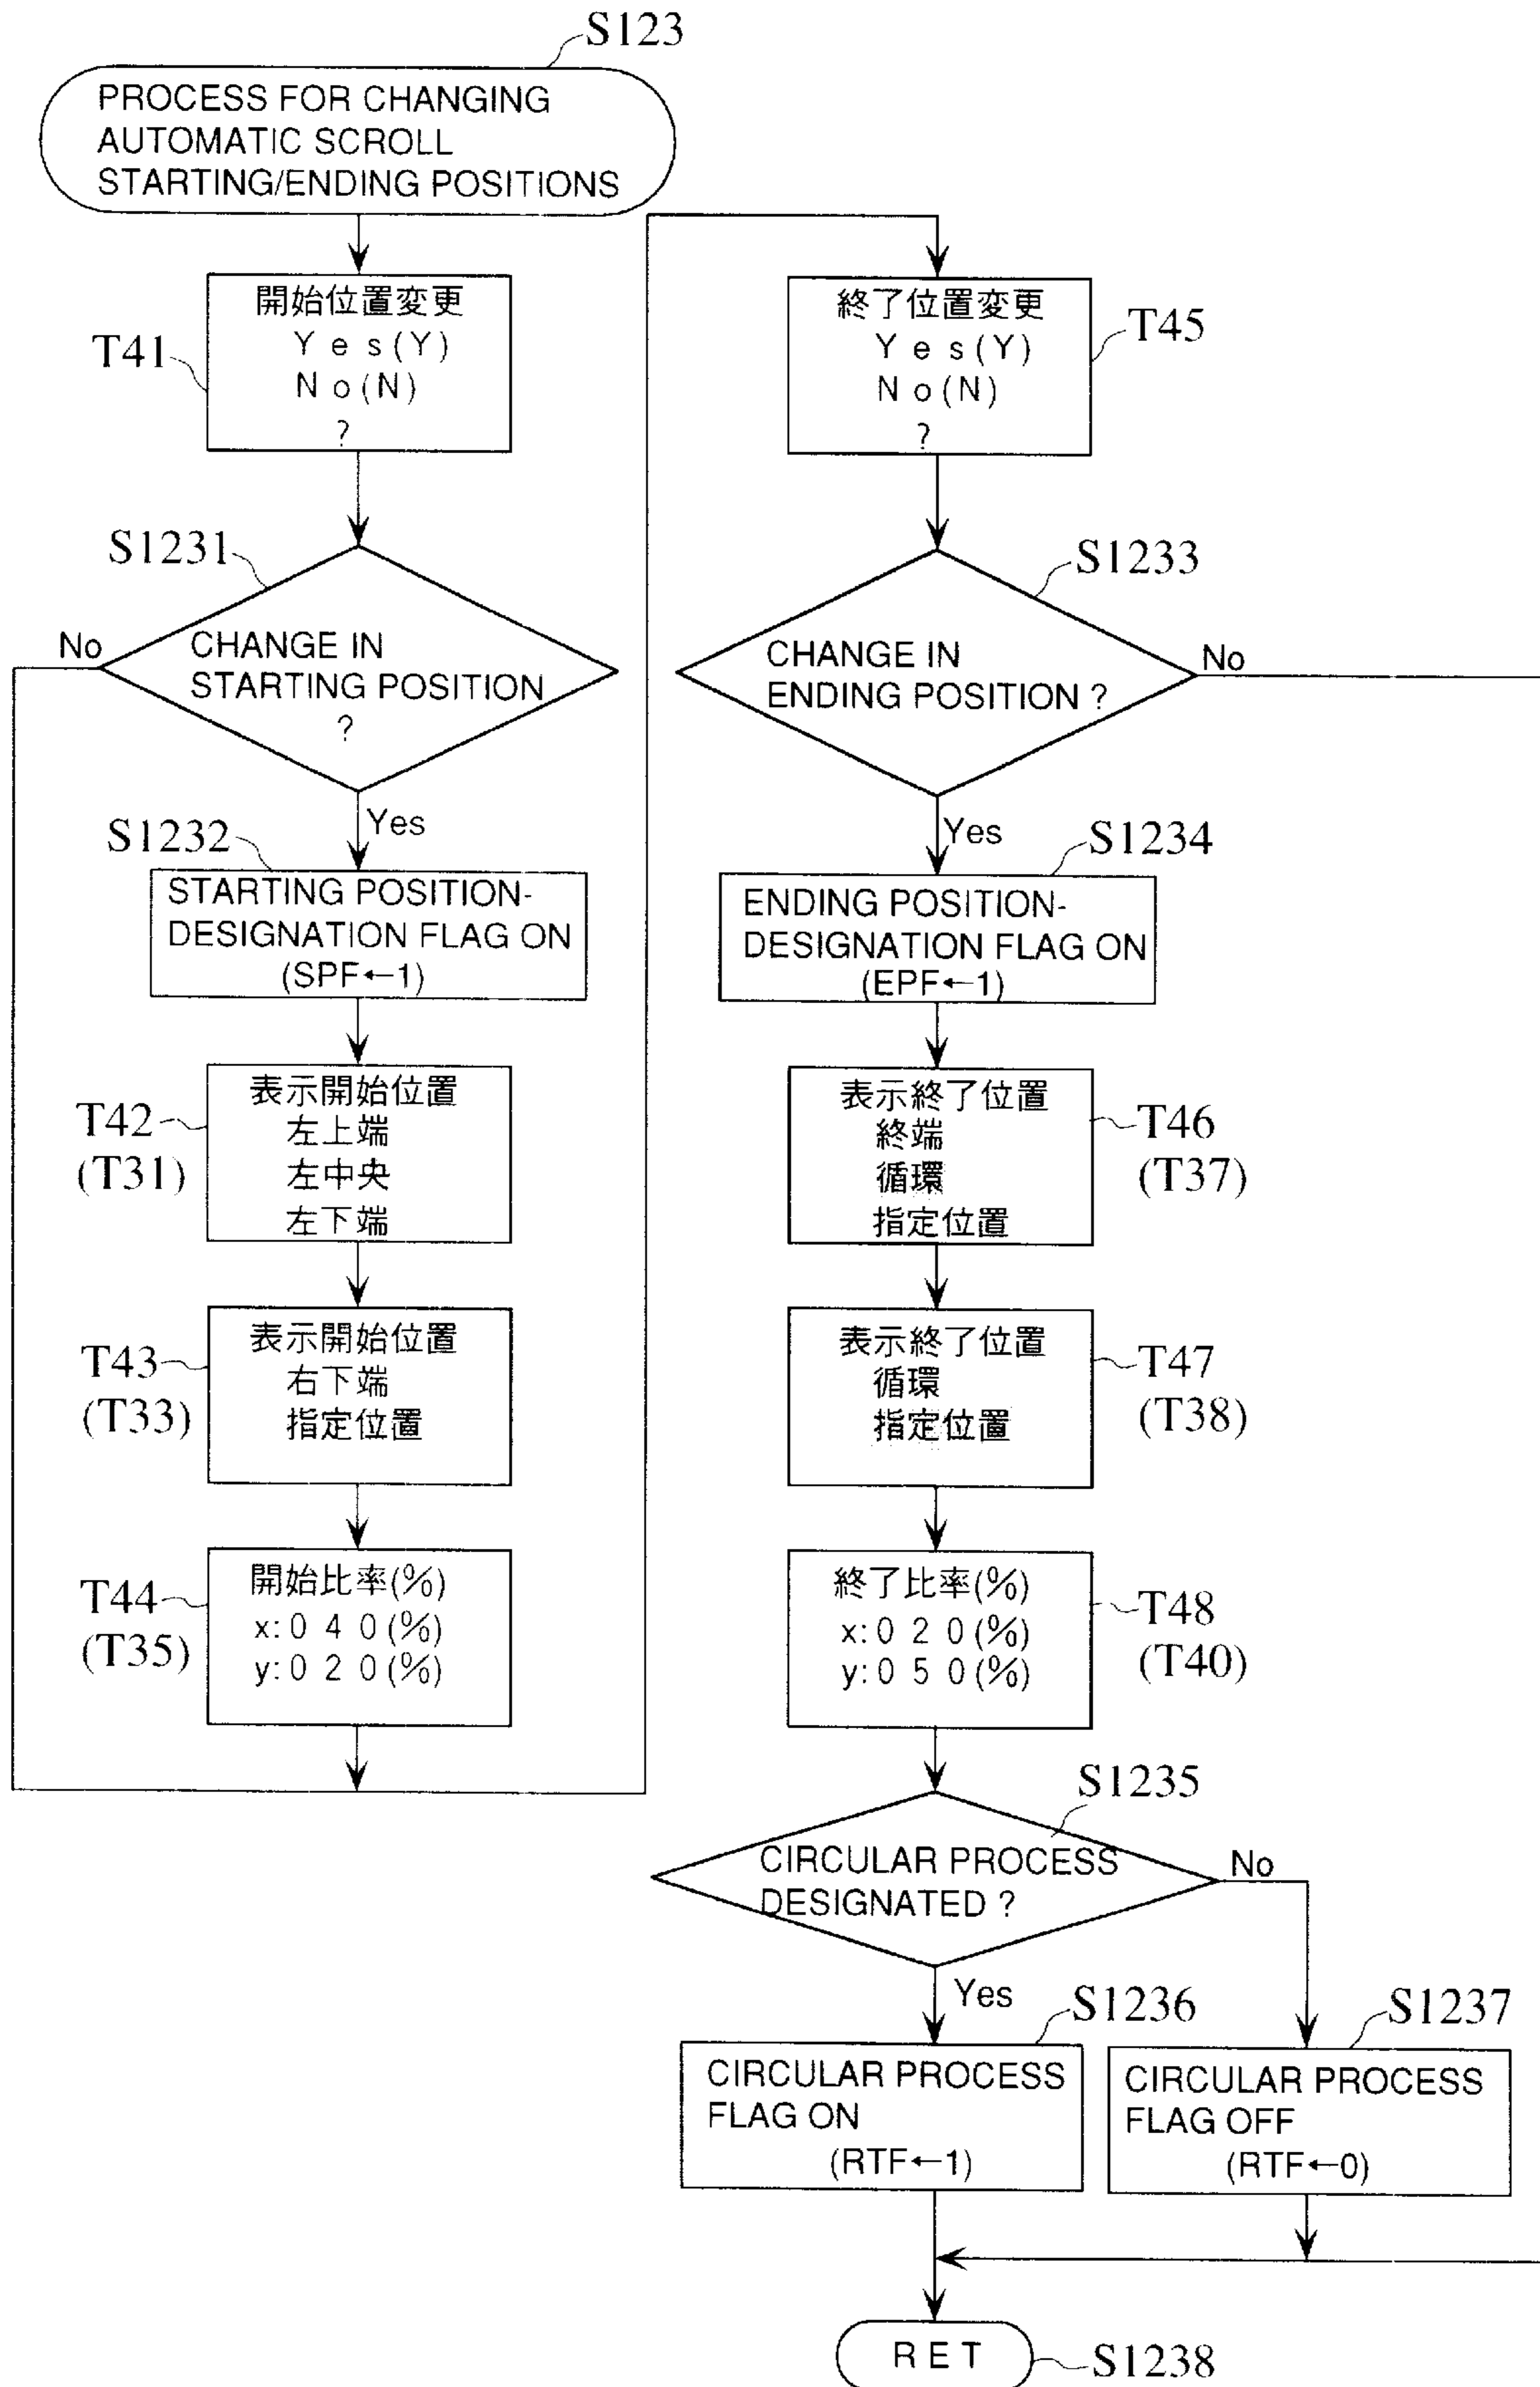 S123
PROCESS FOR CHANGING
AUTOMATIC SCROLL
STARTING/ENDING POSITIONS
T41
開始位置変更
Yes(Y)
No(N)
?
S1231
No
CHANGE IN
STARTING POSITION
?
Yes
S1232
STARTING POSITION-
DESIGNATION FLAG ON
(SPF←1)
T42
(T31)
表示開始位置
左上端
左中央
左下端
T43
(T33)
表示開始位置
右下端
指定位置
T44
(T35)
開始比率(%)
x:040(%)
y:020(%)
終了位置変更
Yes(Y)
No(N)
?
T45
S1233
CHANGE IN
ENDING POSITION ?
No
Yes
S1234
ENDING POSITION-
DESIGNATION FLAG ON
(EPF←1)
表示終了位置
終端
循環
指定位置
T46
(T37)
表示終了位置
循環
指定位置
T47
(T38)
終了比率(%)
x:020(%)
y:050(%)
T48
(T40)
S1235
CIRCULAR PROCESS
DESIGNATED ?
No
Yes
S1236
CIRCULAR PROCESS
FLAG ON
(RTF←1)
S1237
CIRCULAR PROCESS
FLAG OFF
(RTF←0)
RET
S1238